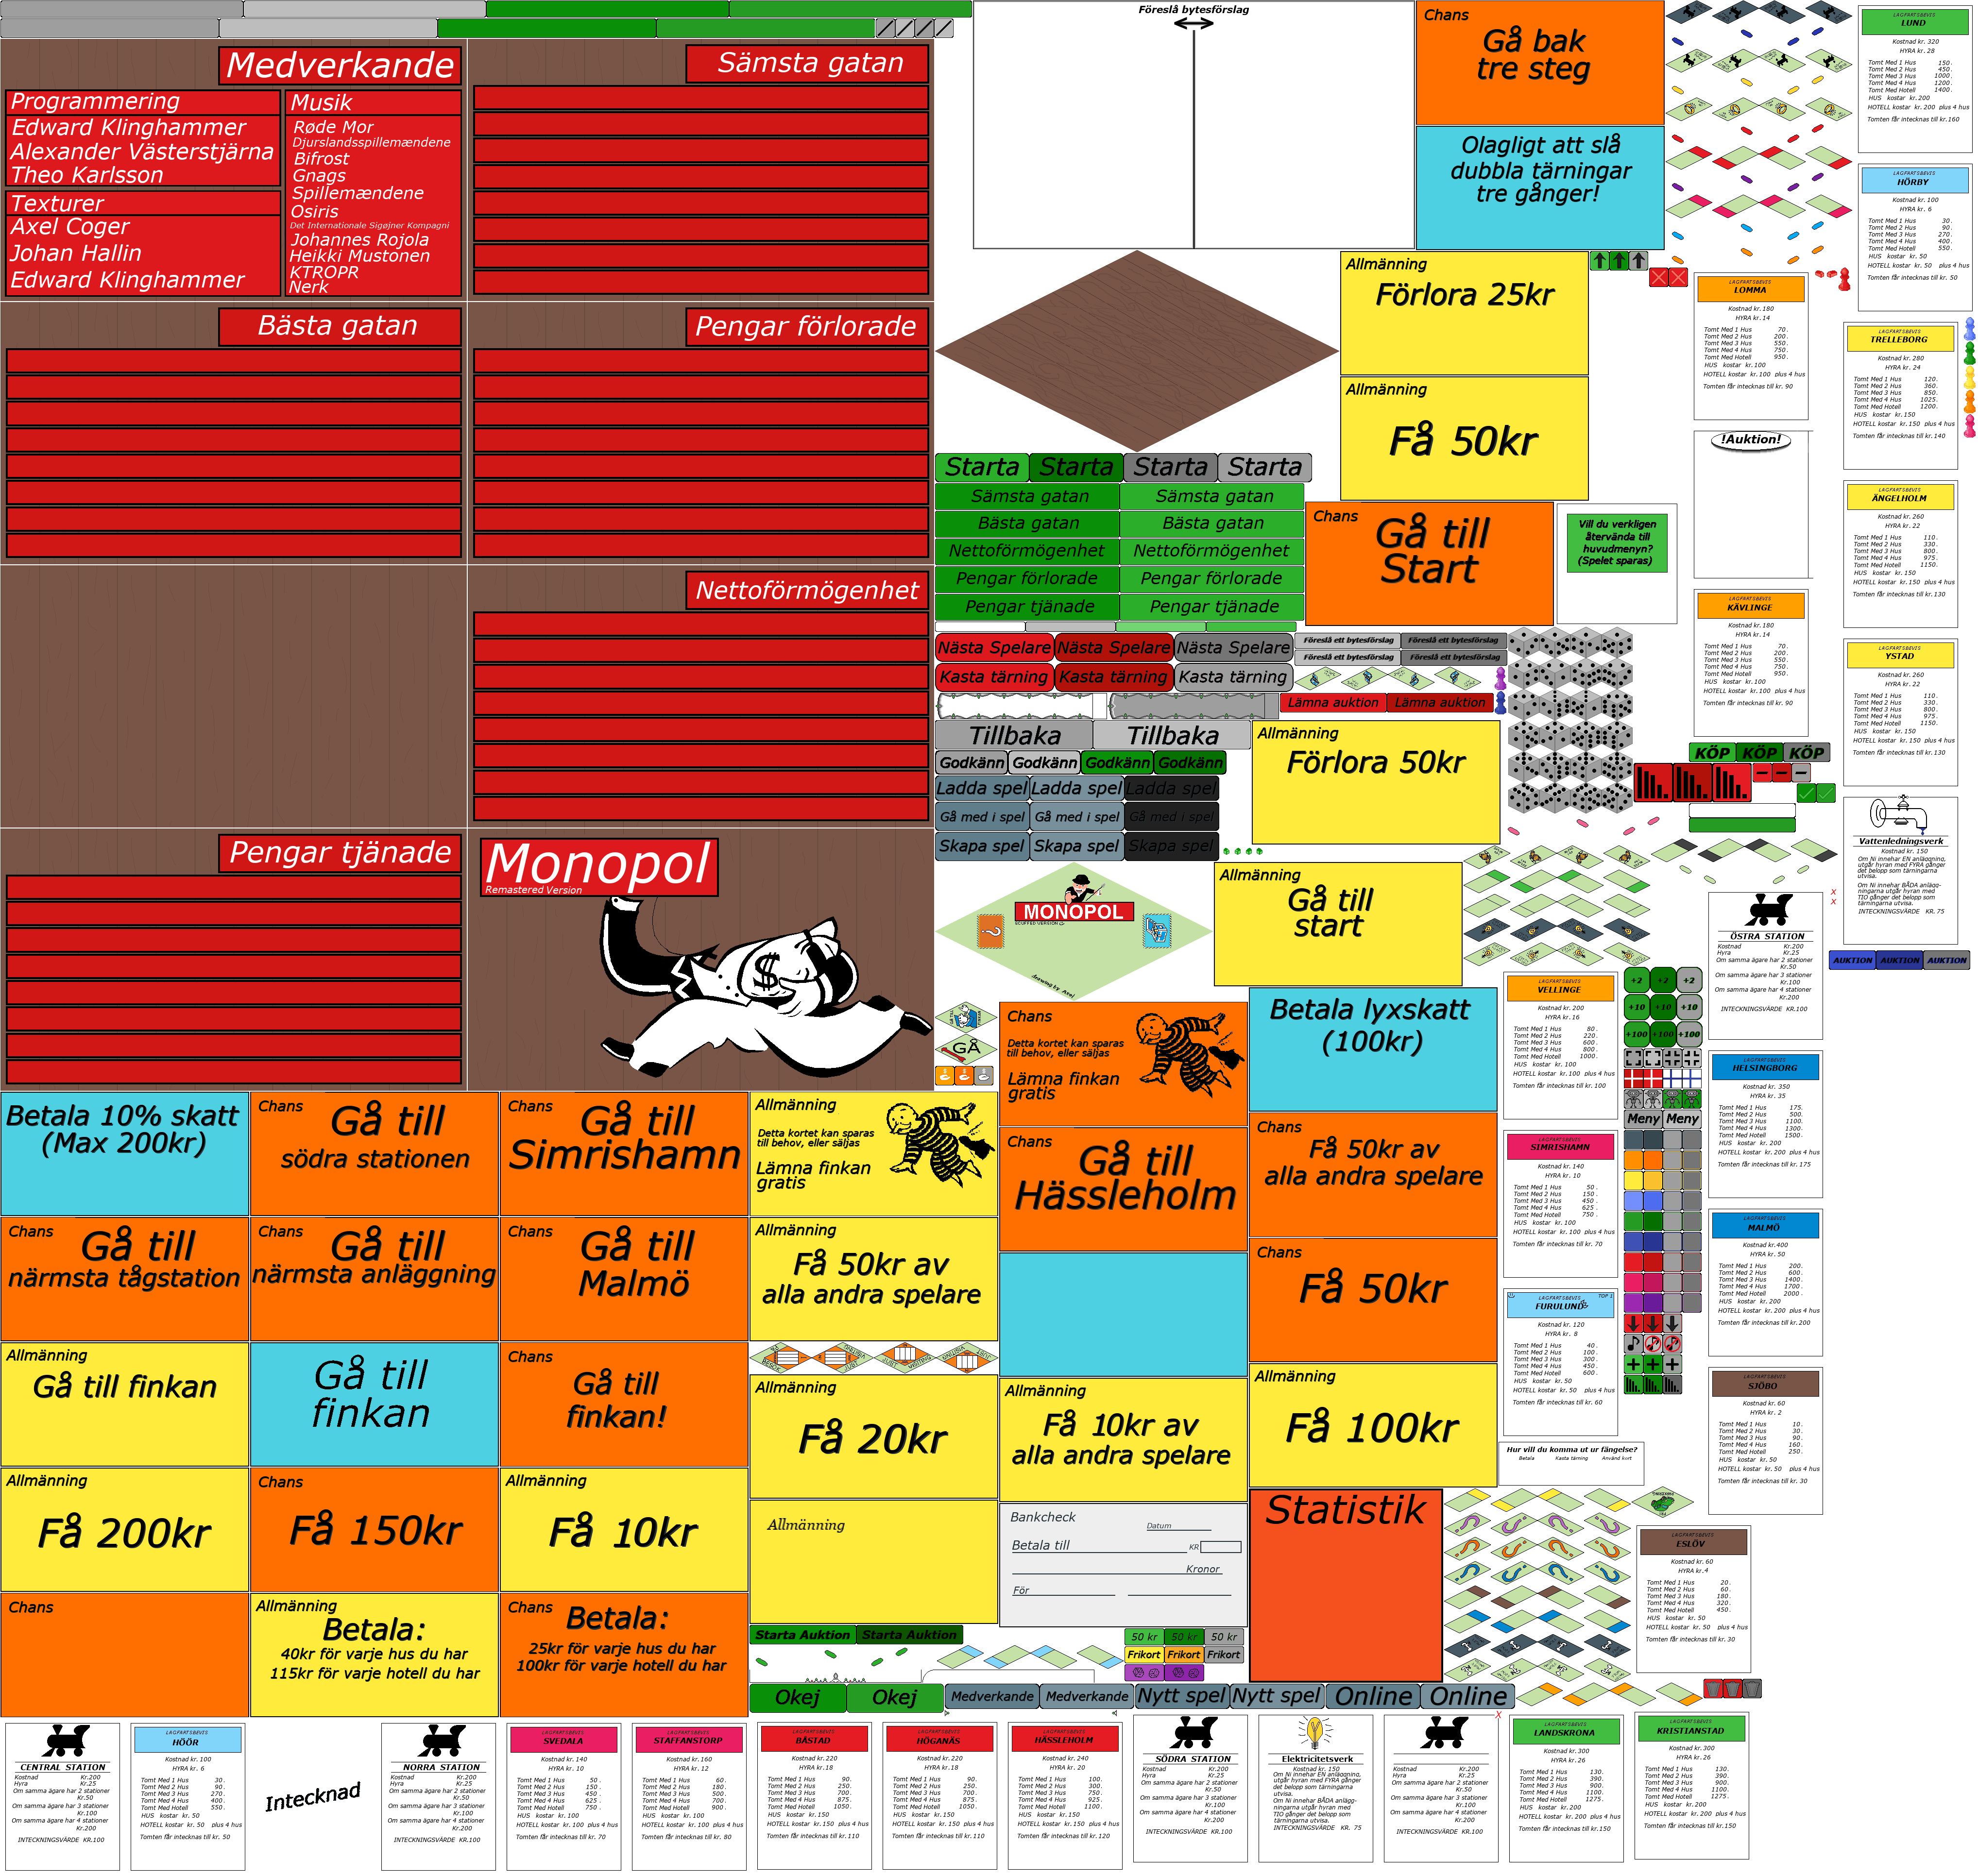 Föreslå bytesförslag
Medverkande
Programmering
Edward Klinghammer
Alexander Västerstjärna
Theo Karlsson
Texturer
Axel Coger
Johan Hallin
Edward Klinghammer
Musik
Røde Mor
Djurslandsspillemændene
Bifrost
Gnags
Spillemændene
Osiris
Det Internationale Sigøjner Kompagni
Johannes Rojola
Heikki Mustonen
KTROPR
Nerk
Sämsta gatan
Bästa gatan
Pengar förlorade
Nettoförmögenhet
Pengar tjänade
Monopol
Remastered Version
Chans
Gå bak
tre steg
Olagligt att slå
dubbla tärningar
tre gånger!
Allmänning
Förlora 25kr
Allmänning
Få 50kr
Starta Starta Starta Starta
Sämsta gatan Sämsta gatan
Bästa gatan Bästa gatan
Nettoförmögenhet Nettoförmögenhet
Pengar förlorade Pengar förlorade
Pengar tjänade Pengar tjänade
Chans
Gå till
Start
Vill du verkligen
återvända till
huvudmenyn?
(Spelet sparas)
Nästa Spelare Nästa Spelare Nästa Spelare
Kasta tärning Kasta tärning Kasta tärning
Föreslå ett bytesförslag Föreslå ett bytesförslag
Föreslå ett bytesförslag Föreslå ett bytesförslag
Lämna auktion Lämna auktion
Tillbaka Tillbaka
Godkänn Godkänn Godkänn Godkänn
Ladda spel Ladda spel Ladda spel
Gå med i spel Gå med i spel Gå med i spel
Skapa spel Skapa spel Skapa spel
Allmänning
Förlora 50kr
MONOPOL
Allmänning
Gå till
start
GÅ
Chans
Detta kortet kan sparas
till behov, eller säljas
Lämna finkan
gratis
Betala lyxskatt
(100kr)
LAGFARTSBEVIS
LUND
Kostnad kr. 320
HYRA kr. 28
Tomt Med 1 Hus 150.
Tomt Med 2 Hus 450.
Tomt Med 3 Hus 1000.
Tomt Med 4 Hus 1200.
Tomt Med Hotell 1400.
HUS kostar kr.200
HOTELL kostar kr. 200 plus 4 hus
Tomten får intecknas till kr.160
LAGFARTSBEVIS
HÖRBY
Kostnad kr. 100
HYRA kr. 6
Tomt Med 1 Hus 30.
Tomt Med 2 Hus 90.
Tomt Med 3 Hus 270.
Tomt Med 4 Hus 400.
Tomt Med Hotell 550.
HUS kostar kr. 50
HOTELL kostar kr. 50 plus 4 hus
Tomten får intecknas till kr. 50
LAGFARTSBEVIS
LOMMA
Kostnad kr.180
HYRA kr.14
Tomt Med 1 Hus 70.
Tomt Med 2 Hus 200.
Tomt Med 3 Hus 550.
Tomt Med 4 Hus 750.
Tomt Med Hotell 950.
HUS kostar kr.100
HOTELL kostar kr.100 plus 4 hus
Tomten får intecknas till kr. 90
LAGFARTSBEVIS
TRELLEBORG
Kostnad kr. 280
HYRA kr. 24
Tomt Med 1 Hus 120.
Tomt Med 2 Hus 360.
Tomt Med 3 Hus 850.
Tomt Med 4 Hus 1025.
Tomt Med Hotell 1200.
HUS kostar kr.150
HOTELL kostar kr.150 plus 4 hus
Tomten får intecknas till kr.140
!Auktion!
LAGFARTSBEVIS
ÄNGELHOLM
Kostnad kr. 260
HYRA kr. 22
Tomt Med 1 Hus 110.
Tomt Med 2 Hus 330.
Tomt Med 3 Hus 800.
Tomt Med 4 Hus 975.
Tomt Med Hotell 1150.
HUS kostar kr.150
HOTELL kostar kr.150 plus 4 hus
Tomten får intecknas till kr.130
LAGFARTSBEVIS
KÄVLINGE
Kostnad kr.180
HYRA kr.14
Tomt Med 1 Hus 70.
Tomt Med 2 Hus 200.
Tomt Med 3 Hus 550.
Tomt Med 4 Hus 750.
Tomt Med Hotell 950.
HUS kostar kr.100
HOTELL kostar kr.100 plus 4 hus
Tomten får intecknas till kr. 90
LAGFARTSBEVIS
YSTAD
Kostnad kr. 260
HYRA kr. 22
Tomt Med 1 Hus 110.
Tomt Med 2 Hus 330.
Tomt Med 3 Hus 800.
Tomt Med 4 Hus 975.
Tomt Med Hotell 1150.
HUS kostar kr. 150
HOTELL kostar kr. 150 plus 4 hus
Tomten får intecknas till kr.130
KÖP KÖP KÖP
Vattenledningsverk
Kostnad kr. 150
Om Ni innehar EN anläggning,
utgår hyran med FYRA gånger
det belopp som tärningarna
utvisa.
Om Ni innehar BÅDA anlägg-
ningarna utgår hyran med
TIO gånger det belopp som
tärningarna utvisa.
INTECKNINGSVÄRDE KR. 75
AUKTION AUKTION AUKTION
ÖSTRA STATION
Kostnad Kr.200
Hyra Kr.25
Om samma ägare har 2 stationer
Kr.50
Om samma ägare har 3 stationer
Kr.100
Om samma ägare har 4 stationer
Kr.200
INTECKNINGSVÄRDE KR.100
LAGFARTSBEVIS
VELLINGE
Kostnad kr. 200
HYRA kr. 16
Tomt Med 1 Hus 80.
Tomt Med 2 Hus 220.
Tomt Med 3 Hus 600.
Tomt Med 4 Hus 800.
Tomt Med Hotell 1000.
HUS kostar kr. 100
HOTELL kostar kr.100 plus 4 hus
Tomten får intecknas till kr. 100
+2 +2 +2
+10 +10 +10
+100 +100 +100
Meny Meny
LAGFARTSBEVIS
HELSINGBORG
Kostnad kr. 350
HYRA kr. 35
Tomt Med 1 Hus 175.
Tomt Med 2 Hus 500.
Tomt Med 3 Hus 1100.
Tomt Med 4 Hus 1300.
Tomt Med Hotell 1500.
HUS kostar kr. 200
HOTELL kostar kr. 200 plus 4 hus
Tomten får intecknas till kr. 175
LAGFARTSBEVIS
SIMRISHAMN
Kostnad kr. 140
HYRA kr. 10
Tomt Med 1 Hus 50.
Tomt Med 2 Hus 150.
Tomt Med 3 Hus 450.
Tomt Med 4 Hus 625.
Tomt Med Hotell 750.
HUS kostar kr.100
HOTELL kostar kr.100 plus 4 hus
Tomten får intecknas till kr. 70
LAGFARTSBEVIS
MALMÖ
Kostnad kr.400
HYRA kr. 50
Tomt Med 1 Hus 200.
Tomt Med 2 Hus 600.
Tomt Med 3 Hus 1400.
Tomt Med 4 Hus 1700.
Tomt Med Hotell 2000.
HUS kostar kr.200
HOTELL kostar kr. 200 plus 4 hus
Tomten får intecknas till kr.200
LAGFARTSBEVIS TOP 1
FURULUND
Kostnad kr. 120
HYRA kr. 8
Tomt Med 1 Hus 40.
Tomt Med 2 Hus 100.
Tomt Med 3 Hus 300.
Tomt Med 4 Hus 450.
Tomt Med Hotell 600.
HUS kostar kr. 50
HOTELL kostar kr. 50 plus 4 hus
Tomten får intecknas till kr. 60
LAGFARTSBEVIS
SJÖBO
Kostnad kr. 60
HYRA kr. 2
Tomt Med 1 Hus 10.
Tomt Med 2 Hus 30.
Tomt Med 3 Hus 90.
Tomt Med 4 Hus 160.
Tomt Med Hotell 250.
HUS kostar kr.50
HOTELL kostar kr. 50 plus 4 hus
Tomten får intecknas till kr. 30
Hur vill du komma ut ur fängelse?
Betala Kasta tärning Använd kort
Betala 10% skatt
(Max 200kr)
Chans
Gå till
södra stationen
Chans
Gå till
Simrishamn
Allmänning
Detta kortet kan sparas
till behov, eller säljas
Lämna finkan
gratis
Chans
Gå till
Hässleholm
Chans
Få 50kr av
alla andra spelare
Chans
Gå till
närmsta tågstation
Chans
Gå till
närmsta anläggning
Chans
Gå till
Malmö
Allmänning
Få 50kr av
alla andra spelare
Chans
Få 50kr
Allmänning
Gå till finkan
Gå till
finkan
Chans
Gå till
finkan!
Allmänning
Få 20kr
Allmänning
Få 10kr av
alla andra spelare
Allmänning
Få 100kr
Allmänning
Få 200kr
Chans
Få 150kr
Allmänning
Få 10kr
Allmänning
Bankcheck
Datum
Betala till KR
Kronor
För
Statistik
Chans
Allmänning
Betala:
40kr för varje hus du har
115kr för varje hotell du har
Chans
Betala:
25kr för varje hus du har
100kr för varje hotell du har
Starta Auktion Starta Auktion
50 kr 50 kr 50 kr
Frikort Frikort Frikort
Okej Okej Medverkande Medverkande Nytt spel Nytt spel Online Online
LAGFARTSBEVIS
ESLÖV
Kostnad kr. 60
HYRA kr.4
Tomt Med 1 Hus 20.
Tomt Med 2 Hus 60.
Tomt Med 3 Hus 180.
Tomt Med 4 Hus 320.
Tomt Med Hotell 450.
HUS kostar kr. 50
HOTELL kostar kr. 50 plus 4 hus
Tomten får intecknas till kr. 30
CENTRAL STATION
Kostnad Kr.200
Hyra Kr.25
Om samma ägare har 2 stationer
Kr.50
Om samma ägare har 3 stationer
Kr.100
Om samma ägare har 4 stationer
Kr.200
INTECKNINGSVÄRDE KR.100
LAGFARTSBEVIS
HÖÖR
Kostnad kr. 100
HYRA kr. 6
Tomt Med 1 Hus 30.
Tomt Med 2 Hus 90.
Tomt Med 3 Hus 270.
Tomt Med 4 Hus 400.
Tomt Med Hotell 550.
HUS kostar kr. 50
HOTELL kostar kr. 50 plus 4 hus
Tomten får intecknas till kr. 50
Intecknad
NORRA STATION
Kostnad Kr.200
Hyra Kr.25
Om samma ägare har 2 stationer
Kr.50
Om samma ägare har 3 stationer
Kr.100
Om samma ägare har 4 stationer
Kr.200
INTECKNINGSVÄRDE KR.100
LAGFARTSBEVIS
SVEDALA
Kostnad kr. 140
HYRA kr. 10
Tomt Med 1 Hus 50.
Tomt Med 2 Hus 150.
Tomt Med 3 Hus 450.
Tomt Med 4 Hus 625.
Tomt Med Hotell 750.
HUS kostar kr. 100
HOTELL kostar kr. 100 plus 4 hus
Tomten får intecknas till kr. 70
LAGFARTSBEVIS
STAFFANSTORP
Kostnad kr. 160
HYRA kr. 12
Tomt Med 1 Hus 60.
Tomt Med 2 Hus 180.
Tomt Med 3 Hus 500.
Tomt Med 4 Hus 700.
Tomt Med Hotell 900.
HUS kostar kr. 100
HOTELL kostar kr. 100 plus 4 hus
Tomten får intecknas till kr. 80
LAGFARTSBEVIS
BÅSTAD
Kostnad kr.220
HYRA kr.18
Tomt Med 1 Hus 90.
Tomt Med 2 Hus 250.
Tomt Med 3 Hus 700.
Tomt Med 4 Hus 875.
Tomt Med Hotell 1050.
HUS kostar kr.150
HOTELL kostar kr.150 plus 4 hus
Tomten får intecknas till kr.110
LAGFARTSBEVIS
HÖGANÄS
Kostnad kr.220
HYRA kr.18
Tomt Med 1 Hus 90.
Tomt Med 2 Hus 250.
Tomt Med 3 Hus 700.
Tomt Med 4 Hus 875.
Tomt Med Hotell 1050.
HUS kostar kr.150
HOTELL kostar kr.150 plus 4 hus
Tomten får intecknas till kr.110
LAGFARTSBEVIS
HÄSSLEHOLM
Kostnad kr. 240
HYRA kr.20
Tomt Med 1 Hus 100.
Tomt Med 2 Hus 300.
Tomt Med 3 Hus 750.
Tomt Med 4 Hus 925.
Tomt Med Hotell 1100.
HUS kostar kr.150
HOTELL kostar kr.150 plus 4 hus
Tomten får intecknas till kr.120
SÖDRA STATION
Kostnad Kr.200
Hyra Kr.25
Om samma ägare har 2 stationer
Kr.50
Om samma ägare har 3 stationer
Kr.100
Om samma ägare har 4 stationer
Kr.200
INTECKNINGSVÄRDE KR.100
Elektricitetsverk
Kostnad kr. 150
Om Ni innehar EN anläggning,
utgår hyran med FYRA gånger
det belopp som tärningarna
utvisa.
Om Ni innehar BÅDA anlägg-
ningarna utgår hyran med
TIO gånger det belopp som
tärningarna utvisa.
INTECKNINGSVÄRDE KR. 75
Kostnad Kr.200
Hyra Kr.25
Om samma ägare har 2 stationer
Kr.50
Om samma ägare har 3 stationer
Kr.100
Om samma ägare har 4 stationer
Kr.200
INTECKNINGSVÄRDE KR.100
LAGFARTSBEVIS
LANDSKRONA
Kostnad kr.300
HYRA kr.26
Tomt Med 1 Hus 130.
Tomt Med 2 Hus 390.
Tomt Med 3 Hus 900.
Tomt Med 4 Hus 1100.
Tomt Med Hotell 1275.
HUS kostar kr.200
HOTELL kostar kr. 200 plus 4 hus
Tomten får intecknas till kr.150
LAGFARTSBEVIS
KRISTIANSTAD
Kostnad kr.300
HYRA kr.26
Tomt Med 1 Hus 130.
Tomt Med 2 Hus 390.
Tomt Med 3 Hus 900.
Tomt Med 4 Hus 1100.
Tomt Med Hotell 1275.
HUS kostar kr.200
HOTELL kostar kr. 200 plus 4 hus
Tomten får intecknas till kr.150